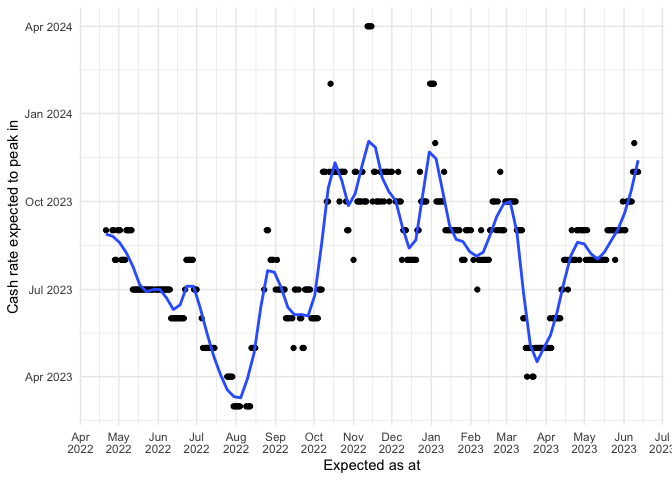 Apr 2024
Jan 2024
Oct 2023
Jul 2023
Apr 2023
Cash rate expected to peak in
Apr May Jun Jul Aug Sep Oct Nov Dec Jan Feb Mar Apr May Jun Jul
2022 2022 2022 2022 2022 2022 2022 2022 2022 2023 2023 2023 2023 2023 2023 2023
Expected as at